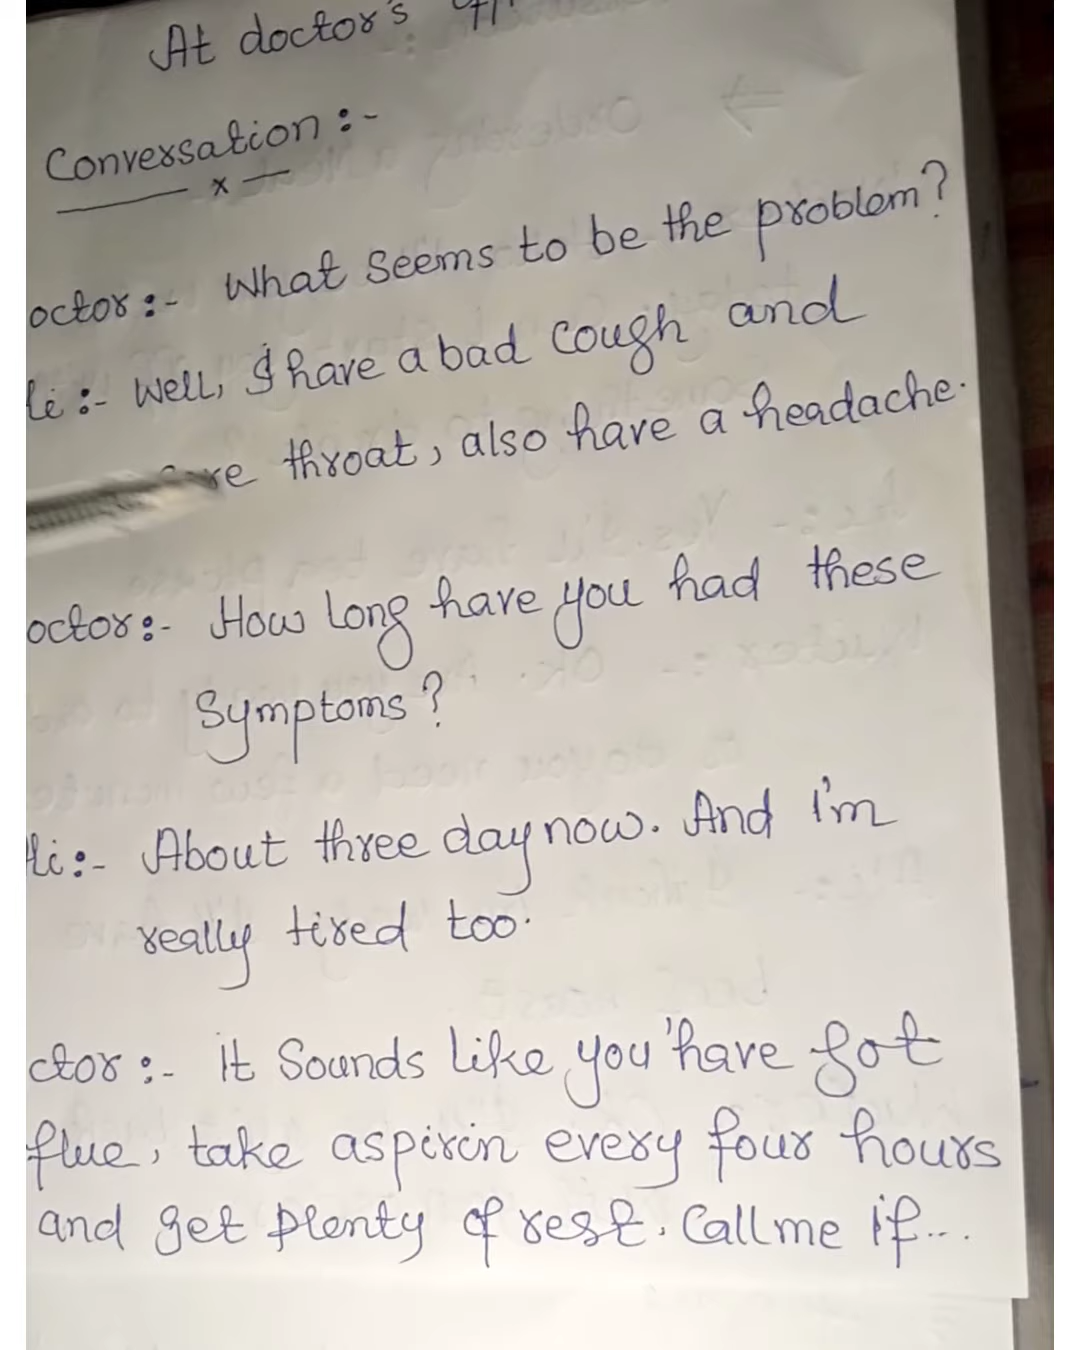 At doctor's
Conversation :-
octor :- What seems to be the problem?
li :- Well, I have a bad cough and
throat, also have a headache.
octor :- How long have you had these
symptoms?
li :- About three day now. And I'm
really tired too.
ctor :- it sounds like you'have got
flue, take aspirin every four hours
and get plenty of rest. Call me if...